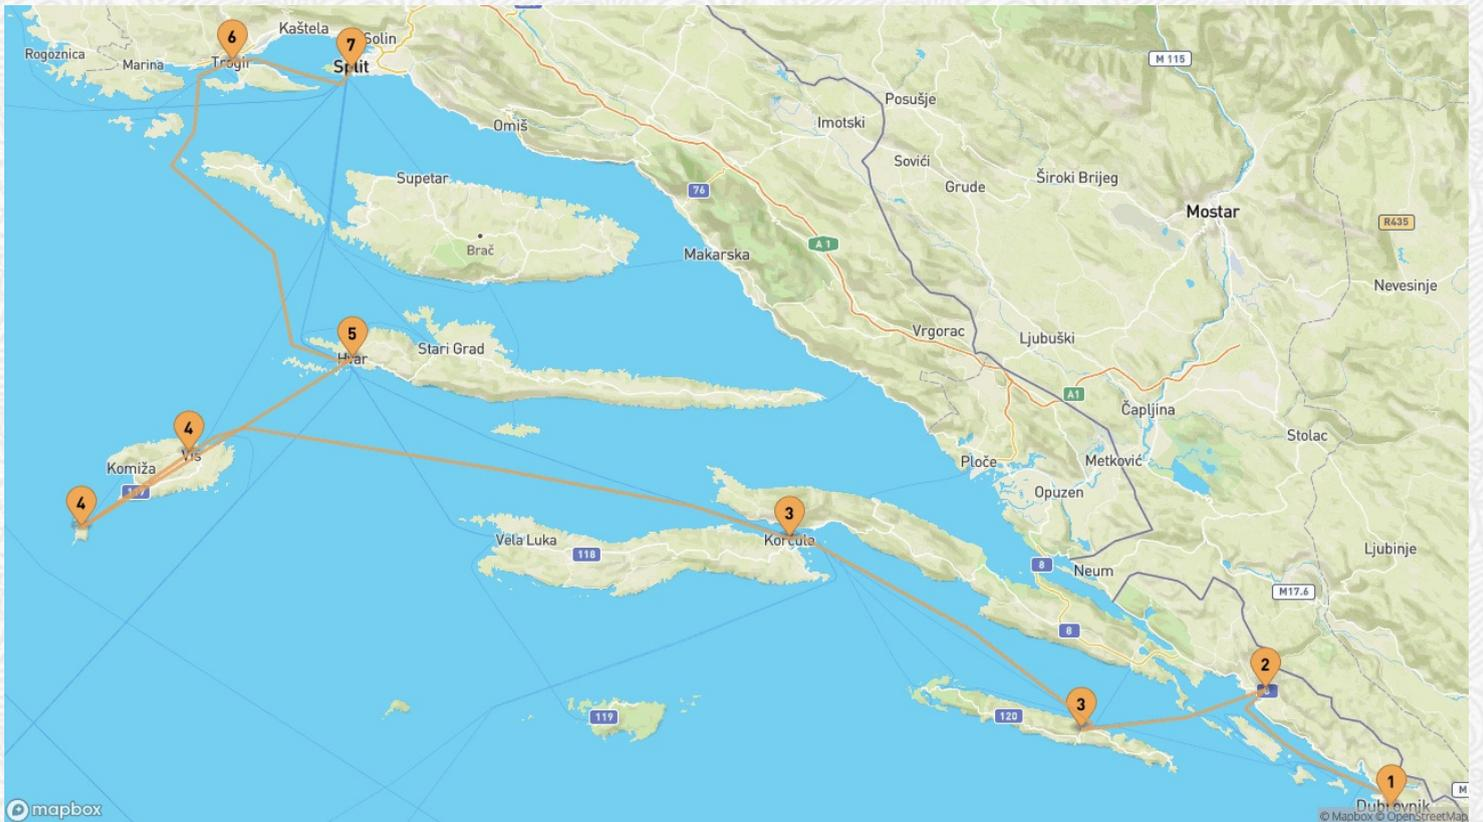 Rogoznica
Marina
6
Trogir
Kaštela
7
Solin
Split
M 115
Posušje
Imotski
Omiš
Sovići
76
Grude
Široki Brijeg
Supetar
Mostar
R435
Brač
A 1
Makarska
Nevesinje
5
Hvar
Stari Grad
Vrgorac
Ljubuški
A1
Čapljina
4
Vis
Komiža
117
4
Stolac
Ploče
Metković
Opuzen
3
Korčula
Vela Luka
118
Ljubinje
8
Neum
M17.6
8
2
8
3
120
119
1
Dubrovnik
M
mapbox
© Mapbox © OpenStreetMap